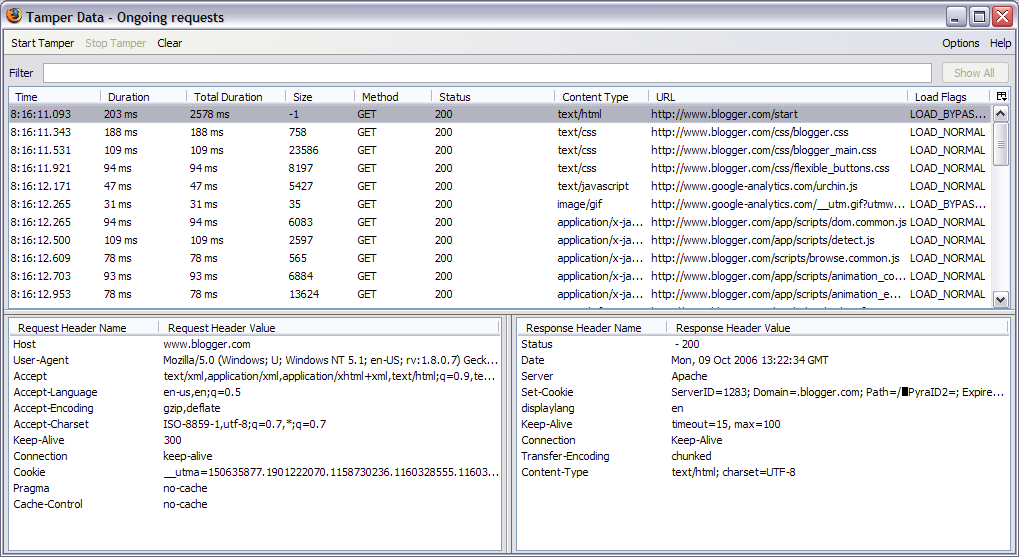 Tamper Data - Ongoing requests
Start Tamper Stop Tamper Clear Options Help
Filter Show All
Time Duration Total Duration Size Method Status Content Type URL Load Flags
8:16:11.093 203 ms 2578 ms -1 GET 200 text/html http://www.blogger.com/start LOAD_BYPAS...
8:16:11.343 188 ms 188 ms 758 GET 200 text/css http://www.blogger.com/css/blogger.css LOAD_NORMAL
8:16:11.531 109 ms 109 ms 23586 GET 200 text/css http://www.blogger.com/css/blogger_main.css LOAD_NORMAL
8:16:11.921 94 ms 94 ms 8197 GET 200 text/css http://www.blogger.com/css/flexible_buttons.css LOAD_NORMAL
8:16:12.171 47 ms 47 ms 5427 GET 200 text/javascript http://www.google-analytics.com/urchin.js LOAD_NORMAL
8:16:12.265 31 ms 31 ms 35 GET 200 image/gif http://www.google-analytics.com/__utm.gif?utmw... LOAD_BYPAS...
8:16:12.265 94 ms 94 ms 6083 GET 200 application/x-ja... http://www.blogger.com/app/scripts/dom.common.js LOAD_NORMAL
8:16:12.500 109 ms 109 ms 2597 GET 200 application/x-ja... http://www.blogger.com/app/scripts/detect.js LOAD_NORMAL
8:16:12.609 78 ms 78 ms 565 GET 200 application/x-ja... http://www.blogger.com/scripts/browse.common.js LOAD_NORMAL
8:16:12.703 93 ms 93 ms 6884 GET 200 application/x-ja... http://www.blogger.com/app/scripts/animation_co... LOAD_NORMAL
8:16:12.953 78 ms 78 ms 13624 GET 200 application/x-ja... http://www.blogger.com/app/scripts/animation_e... LOAD_NORMAL
Request Header Name Request Header Value
Host www.blogger.com
User-Agent Mozilla/5.0 (Windows; U; Windows NT 5.1; en-US; rv:1.8.0.7) Geck...
Accept text/xml,application/xml,application/xhtml+xml,text/html;q=0.9,te...
Accept-Language en-us,en;q=0.5
Accept-Encoding gzip,deflate
Accept-Charset ISO-8859-1,utf-8;q=0.7,*;q=0.7
Keep-Alive 300
Connection keep-alive
Cookie __utma=150635877.1901222070.1158730236.1160328555.11603...
Pragma no-cache
Cache-Control no-cache
Response Header Name Response Header Value
Status - 200
Date Mon, 09 Oct 2006 13:22:34 GMT
Server Apache
Set-Cookie ServerID=1283; Domain=.blogger.com; Path=/■PyraID2=; Expire...
displaylang en
Keep-Alive timeout=15, max=100
Connection Keep-Alive
Transfer-Encoding chunked
Content-Type text/html; charset=UTF-8